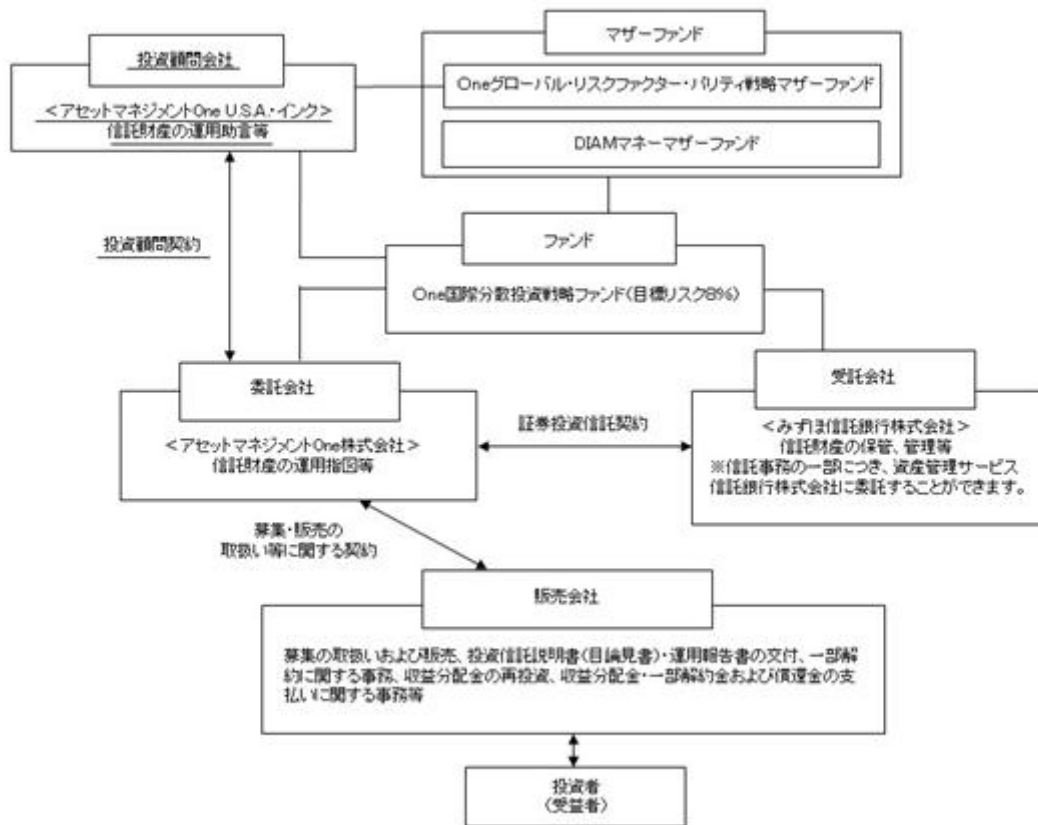 マザーファンド
投資顧問会社
Oneグローバル・リスクファクター・パリティ戦略マザーファンド
<アセットマネジメントOne U.S.A.・インク>
信託財産の運用助言等
DIAMマネーマザーファンド
ファンド
投資顧問契約
One国際分散投資戦略ファンド(目標リスク8%)
委託会社
受託会社
証券投資信託契約
<アセットマネジメントOne株式会社>
信託財産の運用指図等
<みずほ信託銀行株式会社>
信託財産の保管、管理等
※信託事務の一部につき、資産管理サービス
信託銀行株式会社に委託することができます。
募集・販売の
取扱い等に関する契約
販売会社
募集の取扱いおよび販売、投資信託説明書(目論見書)・運用報告書の交付、一部解
約に関する事務、収益分配金の再投資、収益分配金・一部解約金および償還金の支
払いに関する事務等
投資者
(受益者)